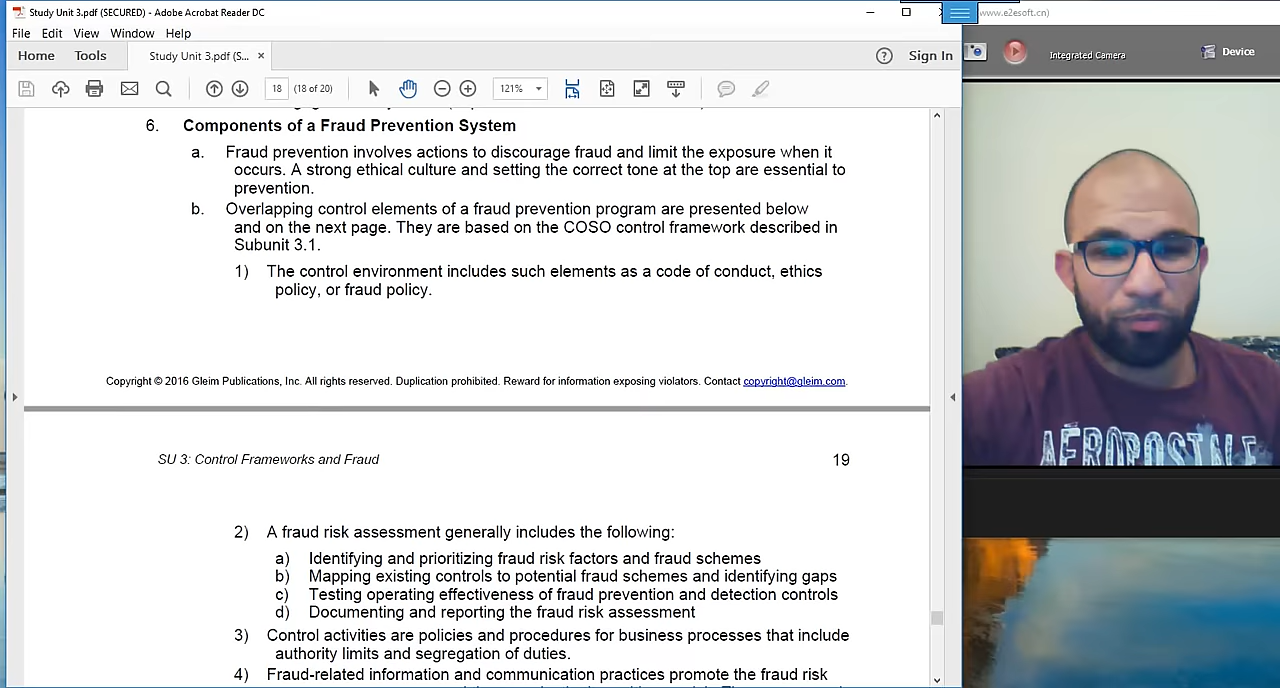 Study Unit 3.pdf (SECURED) - Adobe Acrobat Reader DC
www.e2esoft.cn)
File Edit View Window Help
Home Tools Study Unit 3.pdf (S... × Sign In
Integrated Camera
Device
18 (18 of 20) 121%
6. Components of a Fraud Prevention System
a. Fraud prevention involves actions to discourage fraud and limit the exposure when it
occurs. A strong ethical culture and setting the correct tone at the top are essential to
prevention.
b. Overlapping control elements of a fraud prevention program are presented below
and on the next page. They are based on the COSO control framework described in
Subunit 3.1.
1) The control environment includes such elements as a code of conduct, ethics
policy, or fraud policy.
Copyright © 2016 Gleim Publications, Inc. All rights reserved. Duplication prohibited. Reward for information exposing violators. Contact copyright@gleim.com.
SU 3: Control Frameworks and Fraud 19
2) A fraud risk assessment generally includes the following:
a) Identifying and prioritizing fraud risk factors and fraud schemes
b) Mapping existing controls to potential fraud schemes and identifying gaps
c) Testing operating effectiveness of fraud prevention and detection controls
d) Documenting and reporting the fraud risk assessment
3) Control activities are policies and procedures for business processes that include
authority limits and segregation of duties.
4) Fraud-related information and communication practices promote the fraud risk
AÉROPOSTALE